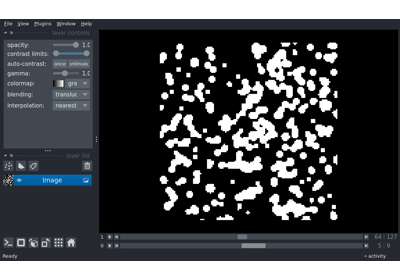 File View Plugins Window Help
layer controls
opacity: 1.0
contrast limits:
auto-contrast: once
gamma: 1.0
colormap: gra
blending: translu
interpolation: nearest
layer list
Image
1 64 127
0 5 9
Ready activity